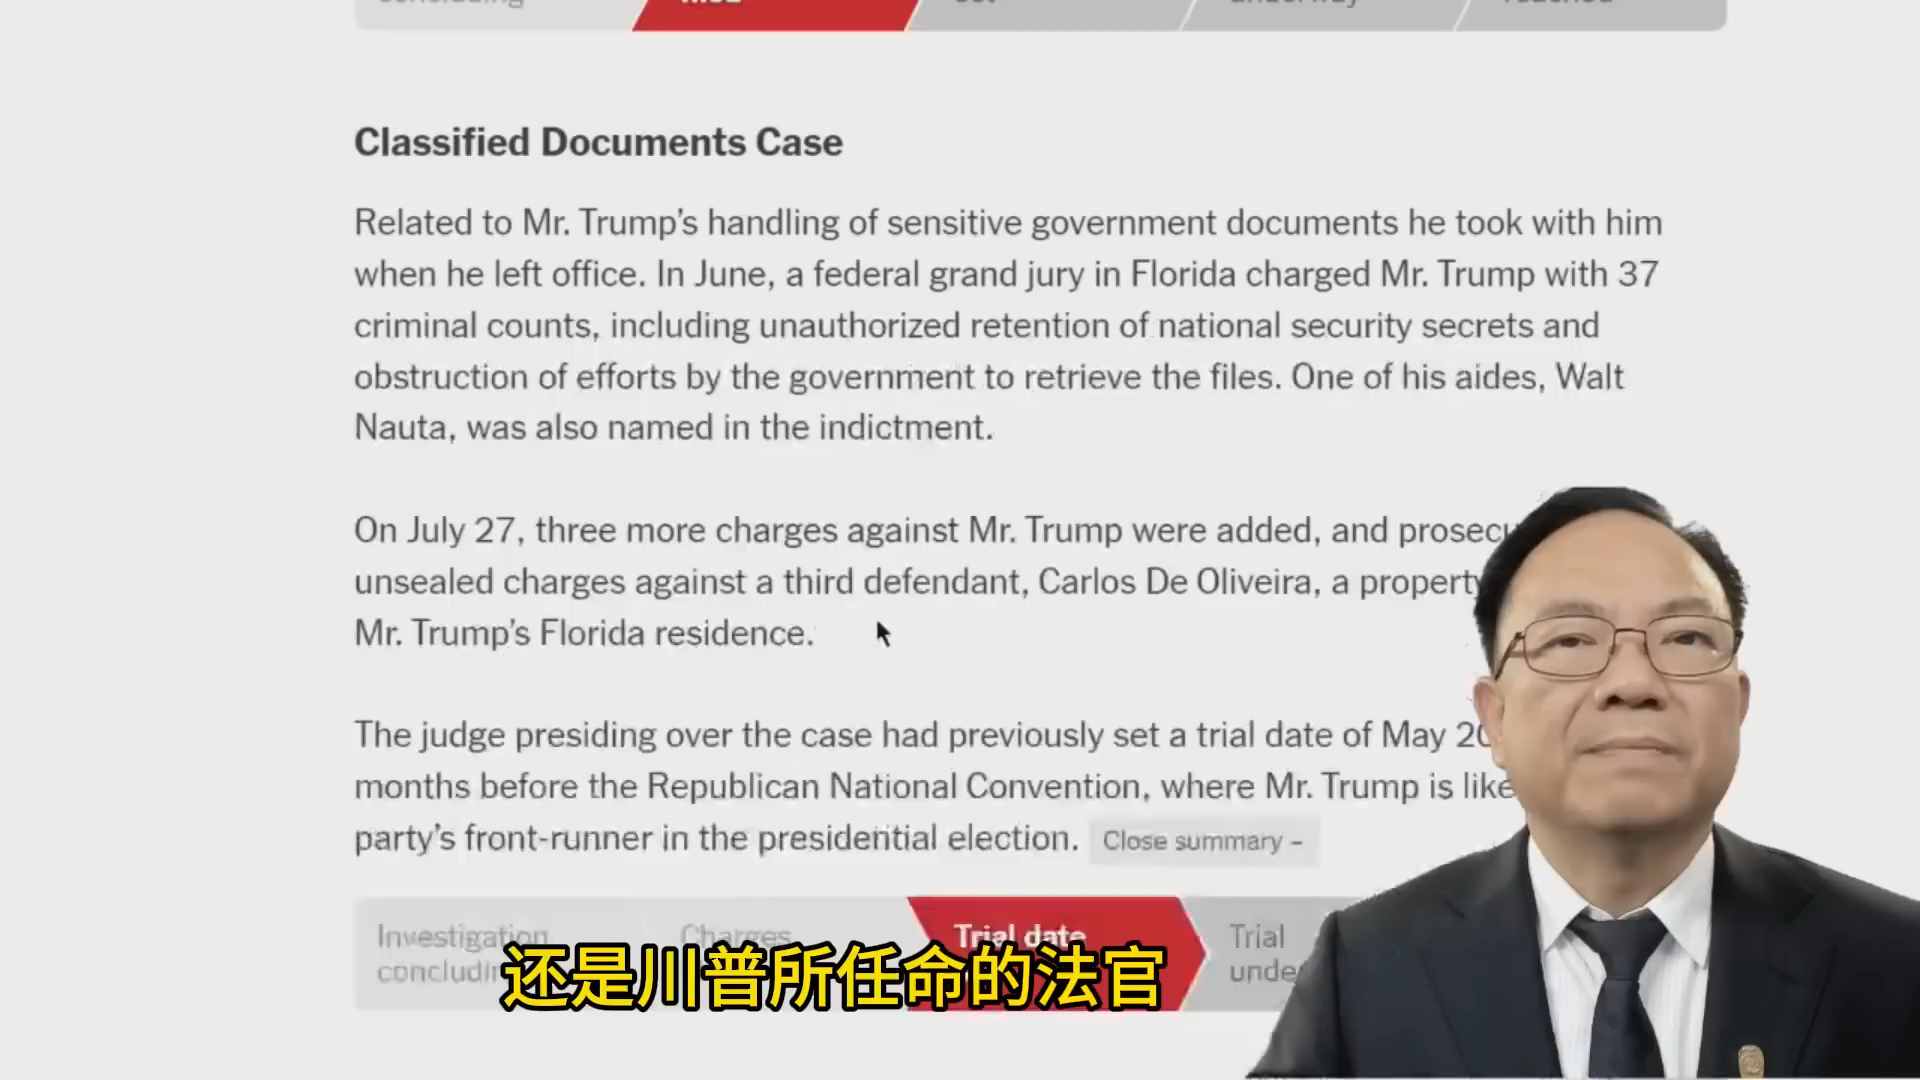 Classified Documents Case
Related to Mr. Trump's handling of sensitive government documents he took with him
when he left office. In June, a federal grand jury in Florida charged Mr. Trump with 37
criminal counts, including unauthorized retention of national security secrets and
obstruction of efforts by the government to retrieve the files. One of his aides, Walt
Nauta, was also named in the indictment.
On July 27, three more charges against Mr. Trump were added, and
unsealed charges against a third defendant, Carlos De Oliveira, a property
Mr. Trump's Florida residence.
The judge presiding over the case had previously set a trial date of May
months before the Republican National Convention, where Mr. Trump is
party's front-runner in the presidential election. Close summary –
Investigation Charges Trial date Trial
还是川普所任命的法官